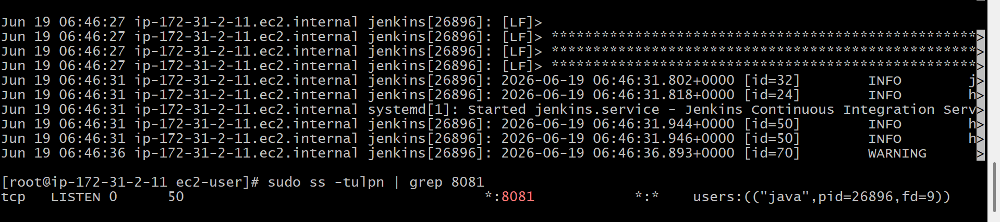 Jun 19 06:46:27 ip-172-31-2-11.ec2.internal jenkins[26896]: [LF]>
Jun 19 06:46:27 ip-172-31-2-11.ec2.internal jenkins[26896]: [LF]> ***************************************************>
Jun 19 06:46:27 ip-172-31-2-11.ec2.internal jenkins[26896]: [LF]> ***************************************************>
Jun 19 06:46:27 ip-172-31-2-11.ec2.internal jenkins[26896]: [LF]> ***************************************************>
Jun 19 06:46:31 ip-172-31-2-11.ec2.internal jenkins[26896]: 2026-06-19 06:46:31.802+0000 [id=32]        INFO        j>
Jun 19 06:46:31 ip-172-31-2-11.ec2.internal jenkins[26896]: 2026-06-19 06:46:31.818+0000 [id=24]        INFO        h>
Jun 19 06:46:31 ip-172-31-2-11.ec2.internal systemd[1]: Started jenkins.service - Jenkins Continuous Integration Serv>
Jun 19 06:46:31 ip-172-31-2-11.ec2.internal jenkins[26896]: 2026-06-19 06:46:31.944+0000 [id=50]        INFO        h>
Jun 19 06:46:31 ip-172-31-2-11.ec2.internal jenkins[26896]: 2026-06-19 06:46:31.946+0000 [id=50]        INFO        h>
Jun 19 06:46:36 ip-172-31-2-11.ec2.internal jenkins[26896]: 2026-06-19 06:46:36.893+0000 [id=70]        WARNING      >
[root@ip-172-31-2-11 ec2-user]# sudo ss -tulpn | grep 8081
tcp   LISTEN 0      50                                      *:8081            *:*    users:(("java",pid=26896,fd=9))